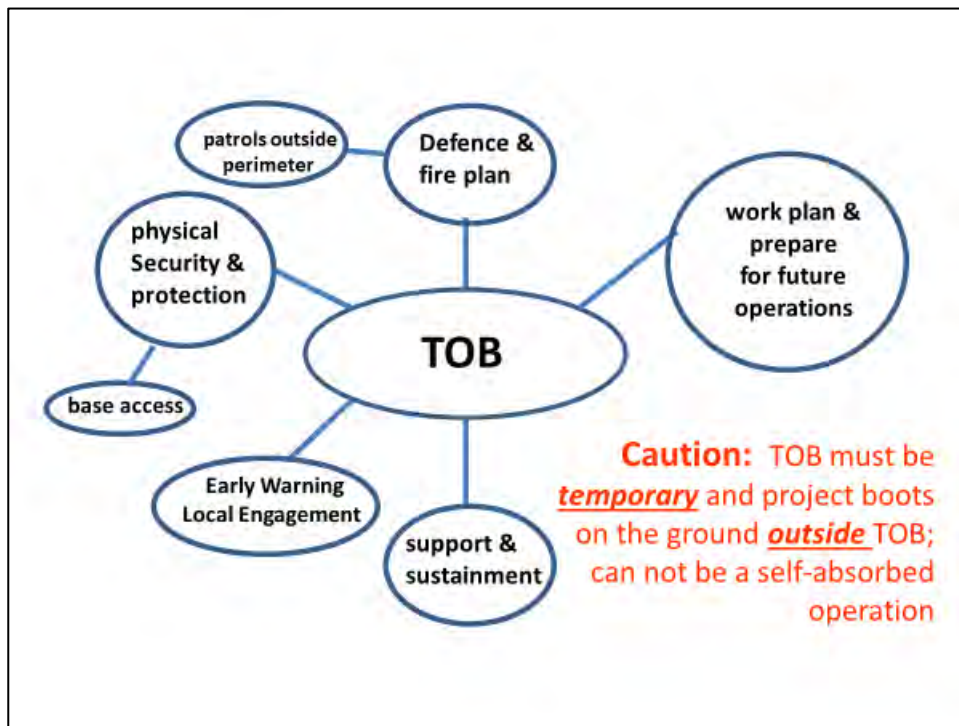 patrols outside
perimeter
Defence &
fire plan
work plan &
prepare
for future
operations
physical
Security &
protection
TOB
base access
Early Warning
Local Engagement
support &
sustainment
Caution: TOB must be
temporary and project boots
on the ground outside TOB;
can not be a self-absorbed
operation